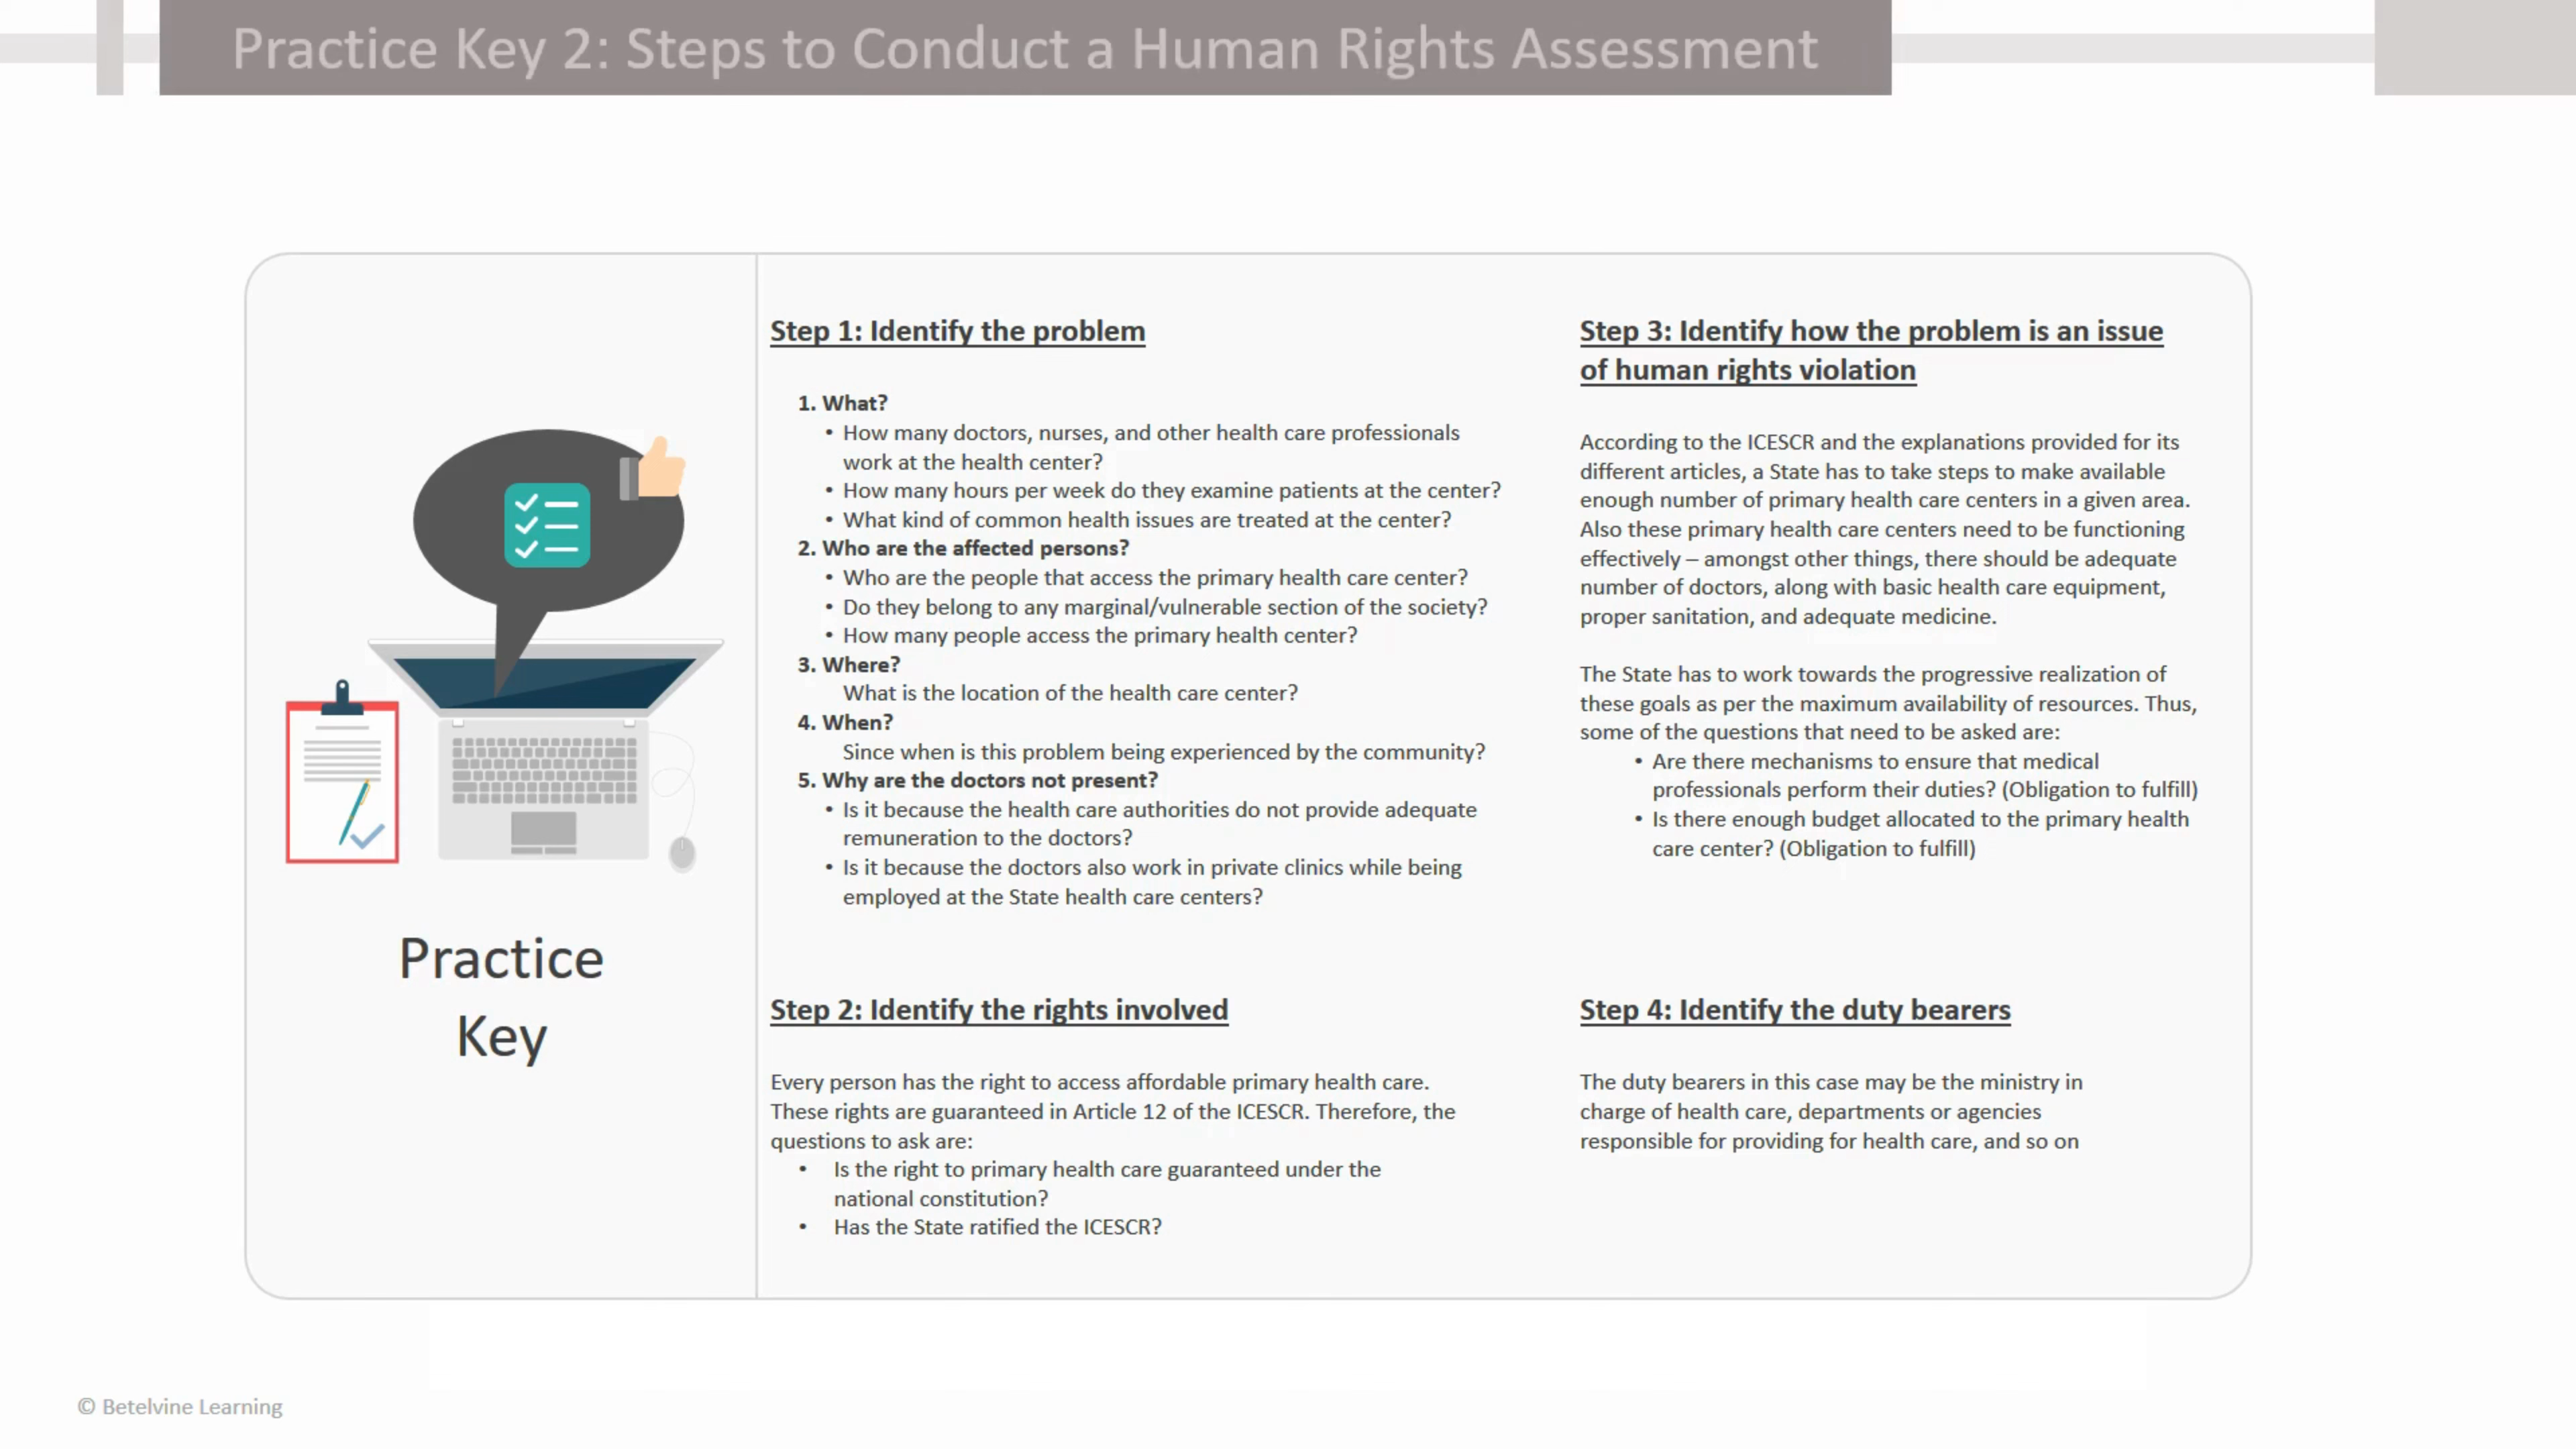 Practice Key 2: Steps to Conduct a Human Rights Assessment
Practice
Key
Step 1: Identify the problem
1. What?
• How many doctors, nurses, and other health care professionals
work at the health center?
• How many hours per week do they examine patients at the center?
• What kind of common health issues are treated at the center?
2. Who are the affected persons?
• Who are the people that access the primary health care center?
• Do they belong to any marginal/vulnerable section of the society?
• How many people access the primary health center?
3. Where?
What is the location of the health care center?
4. When?
Since when is this problem being experienced by the community?
5. Why are the doctors not present?
• Is it because the health care authorities do not provide adequate
remuneration to the doctors?
• Is it because the doctors also work in private clinics while being
employed at the State health care centers?
Step 2: Identify the rights involved
Every person has the right to access affordable primary health care.
These rights are guaranteed in Article 12 of the ICESCR. Therefore, the
questions to ask are:
• Is the right to primary health care guaranteed under the
national constitution?
• Has the State ratified the ICESCR?
Step 3: Identify how the problem is an issue
of human rights violation
According to the ICESCR and the explanations provided for its
different articles, a State has to take steps to make available
enough number of primary health care centers in a given area.
Also these primary health care centers need to be functioning
effectively – amongst other things, there should be adequate
number of doctors, along with basic health care equipment,
proper sanitation, and adequate medicine.
The State has to work towards the progressive realization of
these goals as per the maximum availability of resources. Thus,
some of the questions that need to be asked are:
• Are there mechanisms to ensure that medical
professionals perform their duties? (Obligation to fulfill)
• Is there enough budget allocated to the primary health
care center? (Obligation to fulfill)
Step 4: Identify the duty bearers
The duty bearers in this case may be the ministry in
charge of health care, departments or agencies
responsible for providing for health care, and so on
© Betelvine Learning